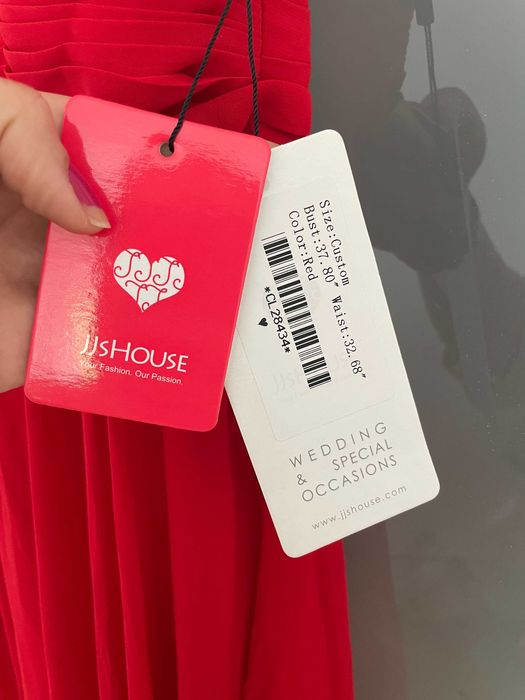 JJsHOUSE
Your Fashion. Our Passion.
Size:Custom
Bust:37.80" Waist:32.68"
Color:Red
*CL28434*
WEDDING
& SPECIAL
OCCASIONS
www.jjshouse.com